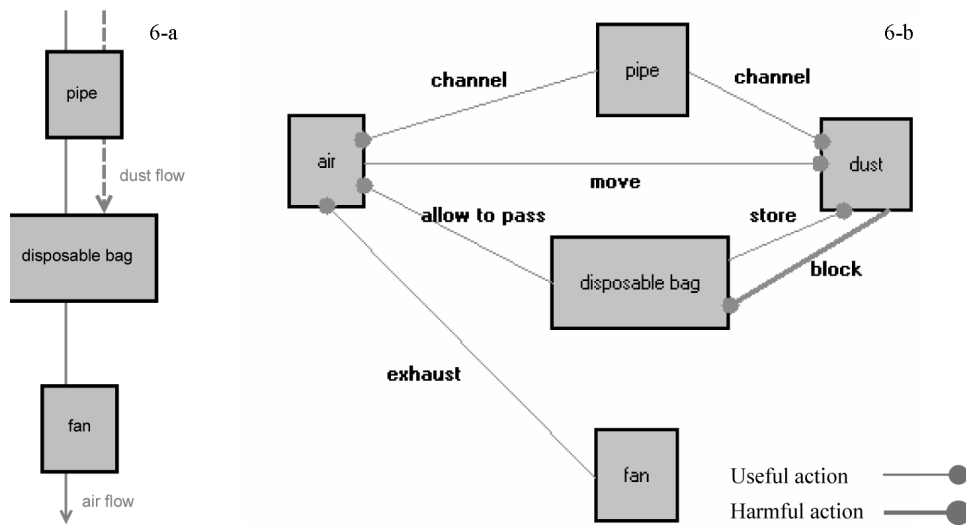 6-a
pipe
dust flow
disposable bag
fan
air flow
6-b
pipe
channel
channel
air
dust
move
allow to pass
store
disposable bag
block
exhaust
fan
Useful action
Harmful action